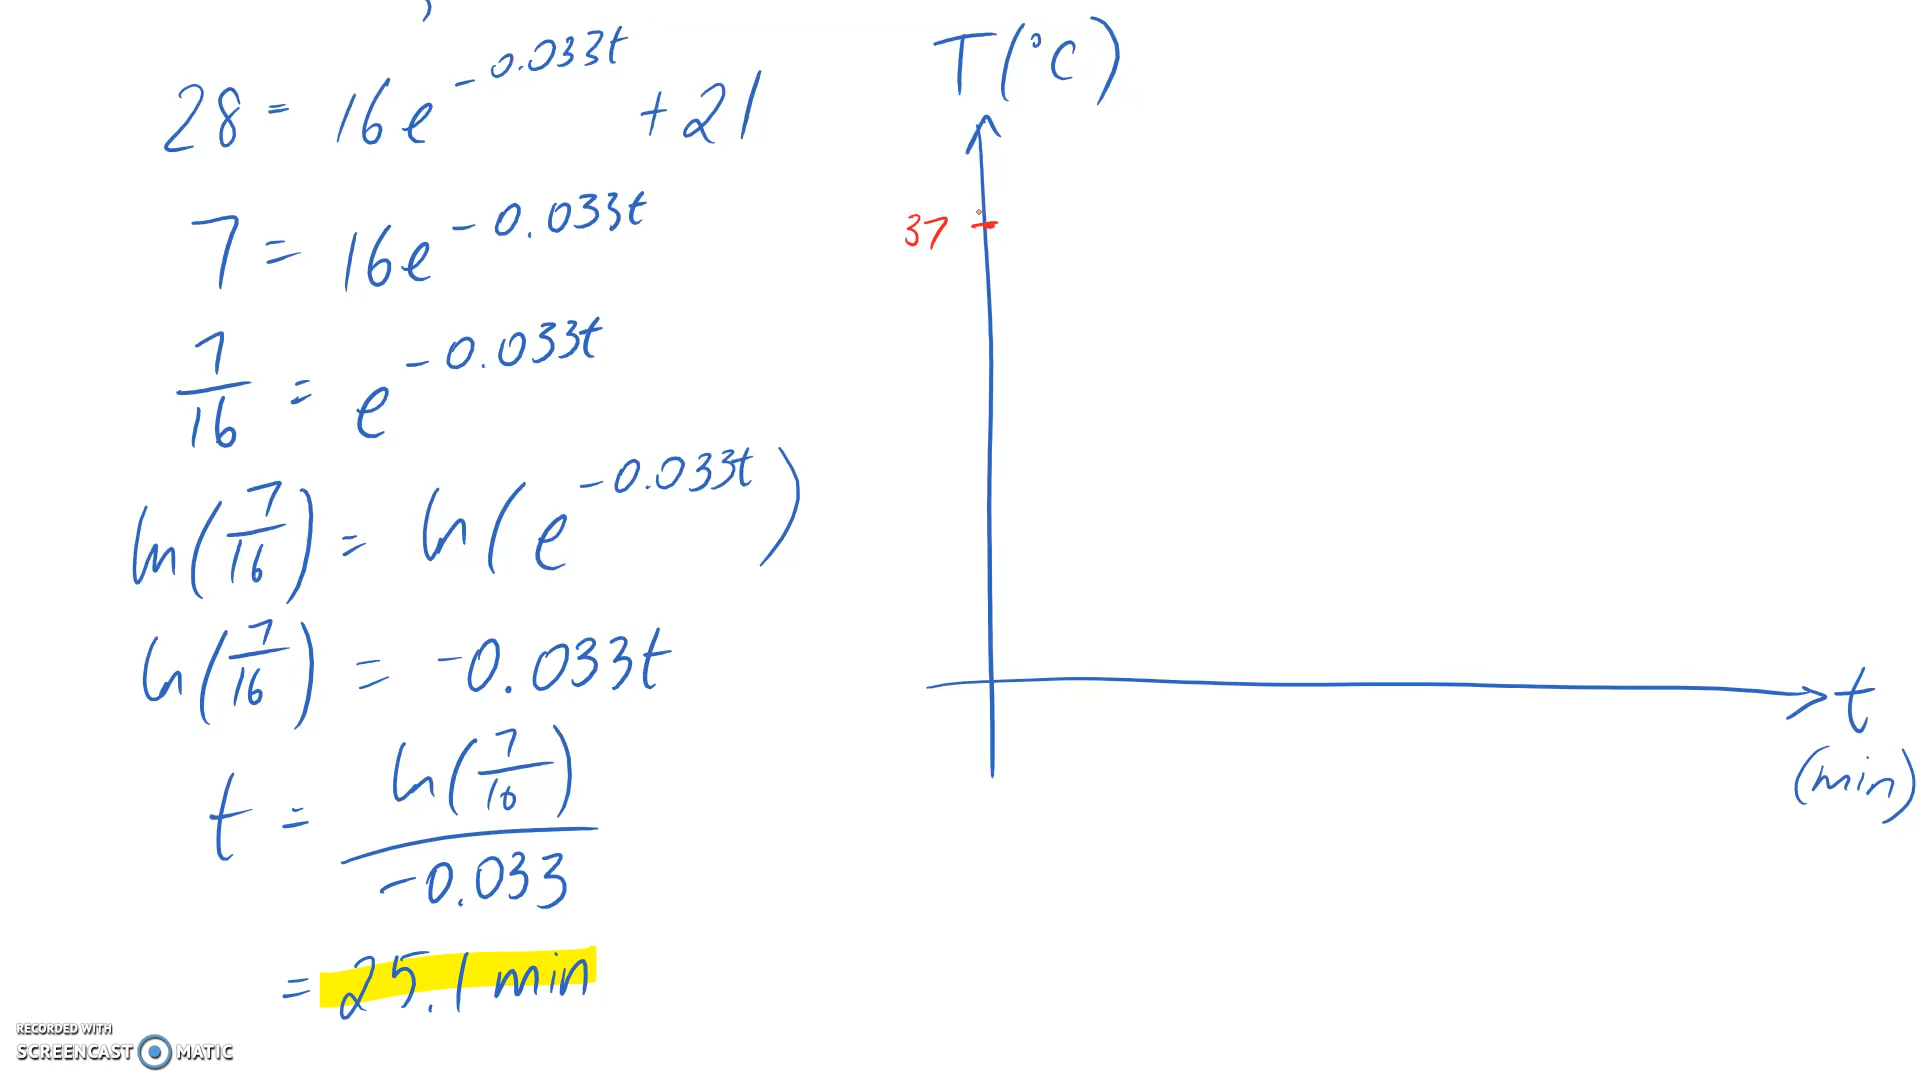 28 = 16e^{-0.033t} + 21
7 = 16e^{-0.033t}
7/16 = e^{-0.033t}
ln(7/16) = ln(e^{-0.033t})
ln(7/16) = -0.033t
t = ln(7/16) / -0.033
= 25.1 min
T(°C)
37
t
(min)
RECORDED WITH
SCREENCAST MATIC